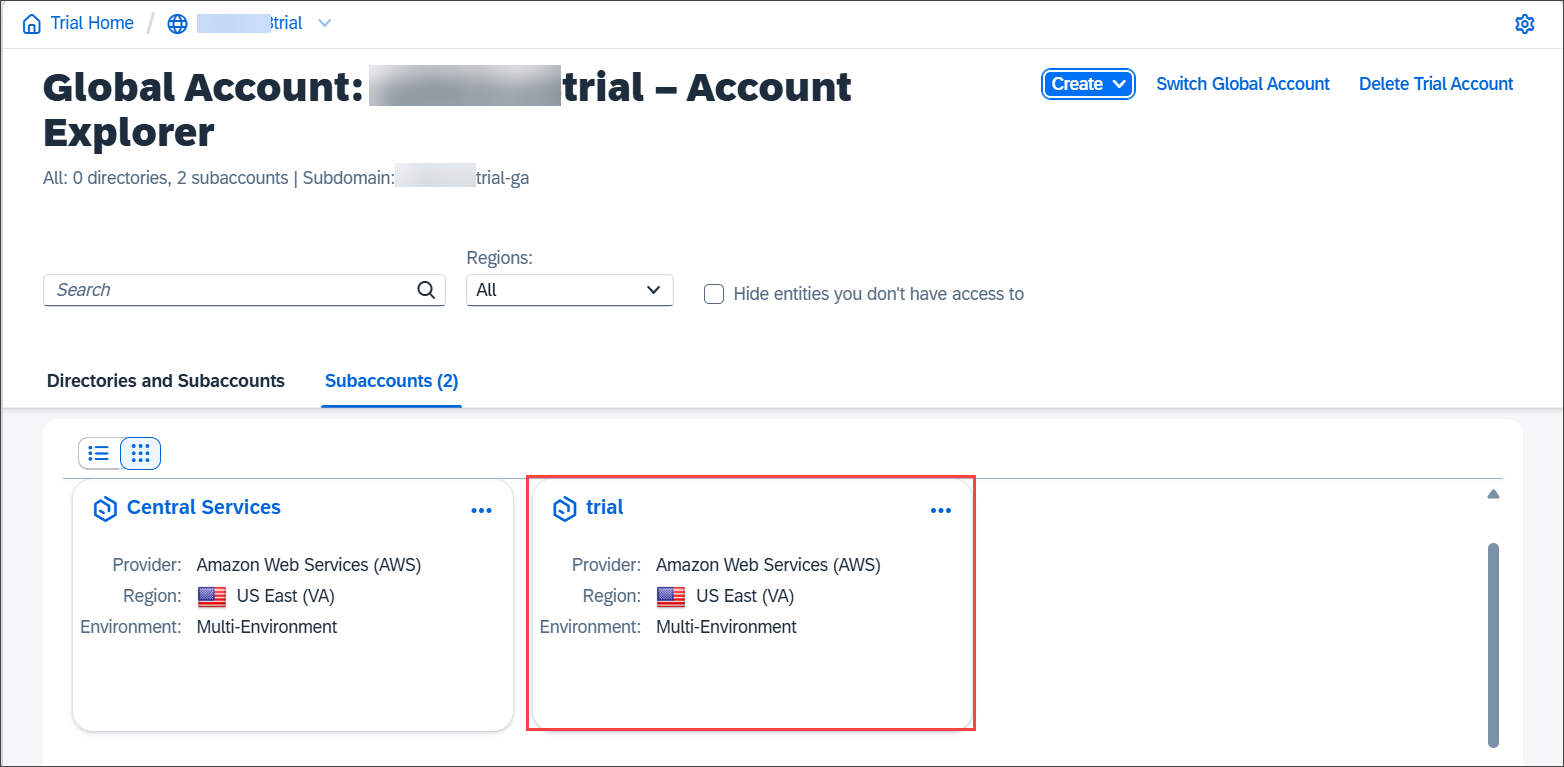 Trial Home / trial
Global Account: trial – Account
Explorer
Create
Switch Global Account
Delete Trial Account
All: 0 directories, 2 subaccounts | Subdomain: trial-ga
Regions:
Search
All
Hide entities you don't have access to
Directories and Subaccounts
Subaccounts (2)
Central Services
Provider: Amazon Web Services (AWS)
Region: US East (VA)
Environment: Multi-Environment
trial
Provider: Amazon Web Services (AWS)
Region: US East (VA)
Environment: Multi-Environment